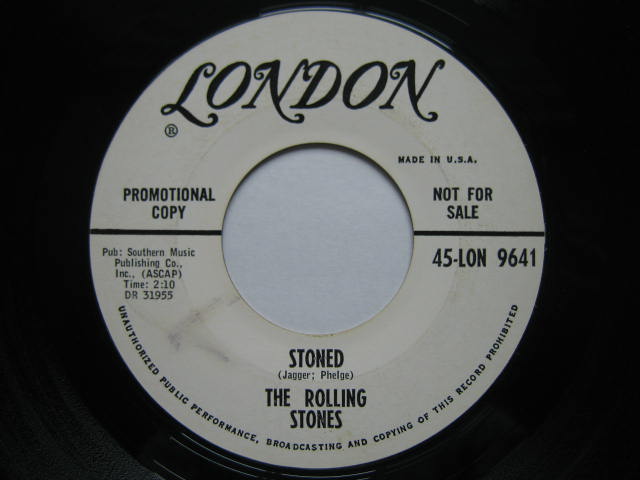 LONDON
®
MADE IN U.S.A.
PROMOTIONAL
COPY
NOT FOR
SALE
Pub: Southern Music
Publishing Co.,
Inc., (ASCAP)
Time: 2:10
DR 31955
45-LON 9641
STONED
(Jagger; Phelge)
THE ROLLING
STONES
UNAUTHORIZED PUBLIC PERFORMANCE, BROADCASTING AND COPYING OF THIS RECORD PROHIBITED